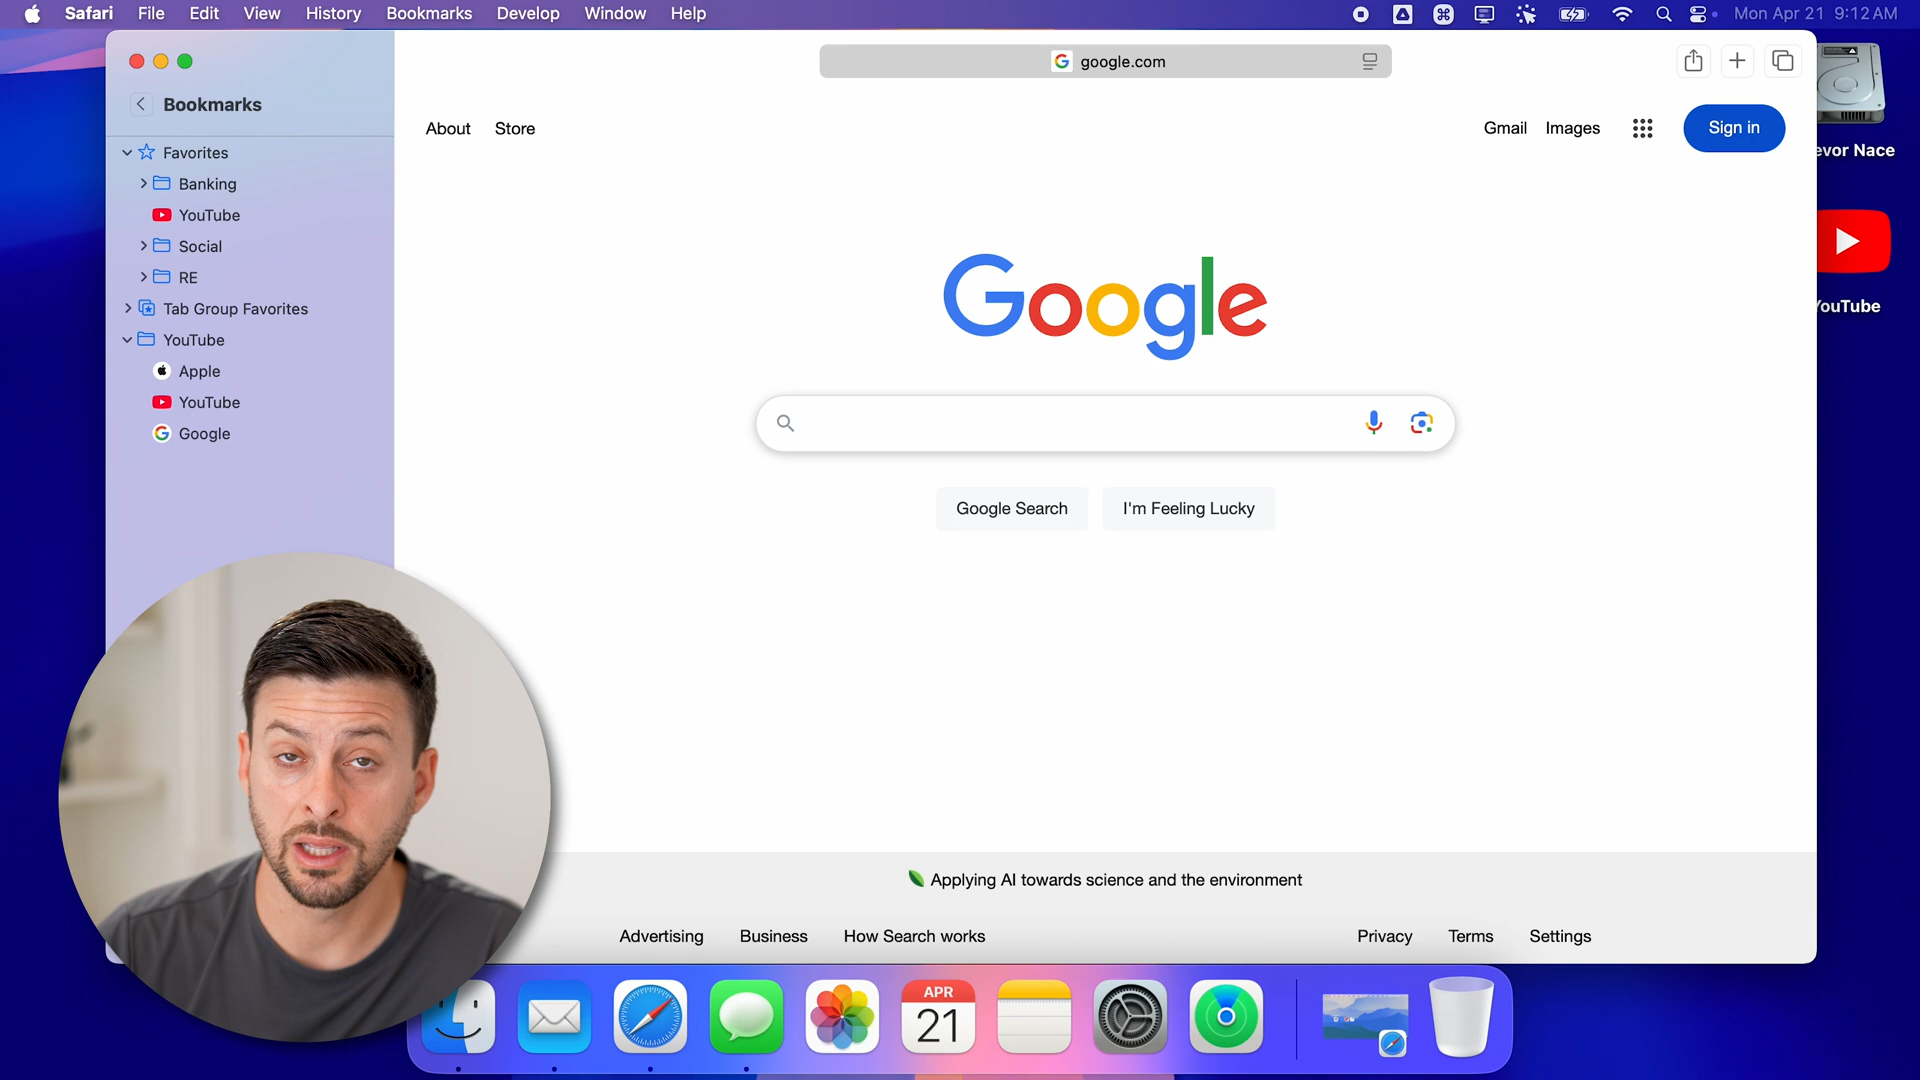 Safari File Edit View History Bookmarks Develop Window Help Mon Apr 21 9:12 AM
google.com
Bookmarks
Favorites
Banking
YouTube
Social
RE
Tab Group Favorites
YouTube
Apple
YouTube
Google
About Store Gmail Images Sign in
Google
Google Search I'm Feeling Lucky
Applying AI towards science and the environment
Advertising Business How Search works Privacy Terms Settings
evor Nace
YouTube
APR
21